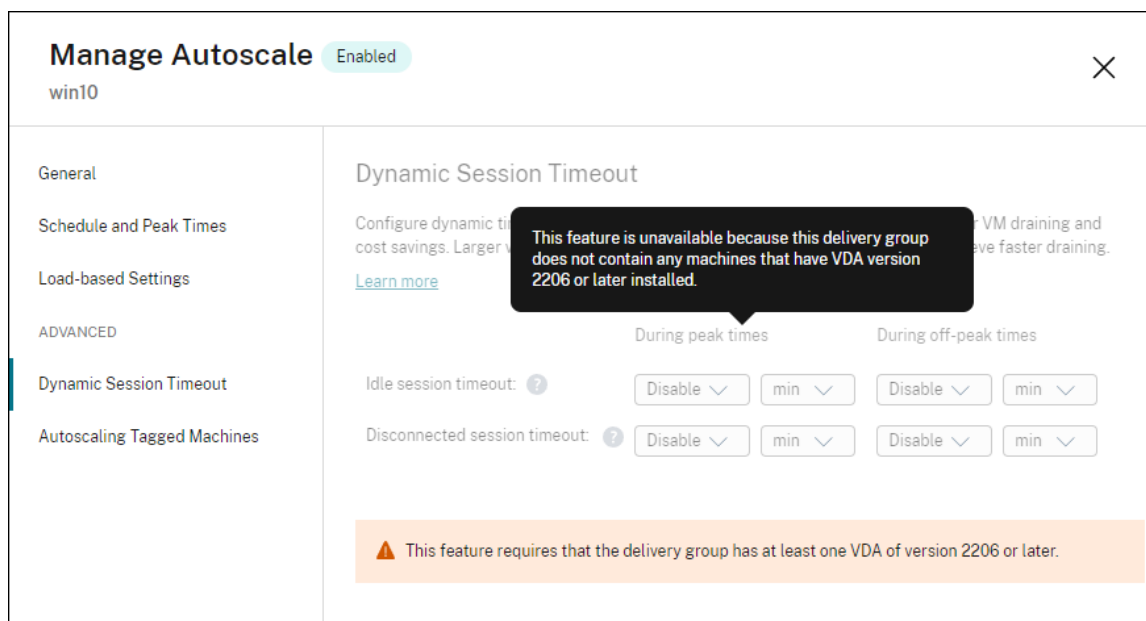 Manage Autoscale Enabled
win10
General
Schedule and Peak Times
Load-based Settings
ADVANCED
Dynamic Session Timeout
Autoscaling Tagged Machines
Dynamic Session Timeout
Configure dynamic VM draining and
cost savings. Larger faster draining.
Learn more
This feature is unavailable because this delivery group
does not contain any machines that have VDA version
2206 or later installed.
During peak times During off-peak times
Idle session timeout: ? Disable min Disable min
Disconnected session timeout: ? Disable min Disable min
This feature requires that the delivery group has at least one VDA of version 2206 or later.